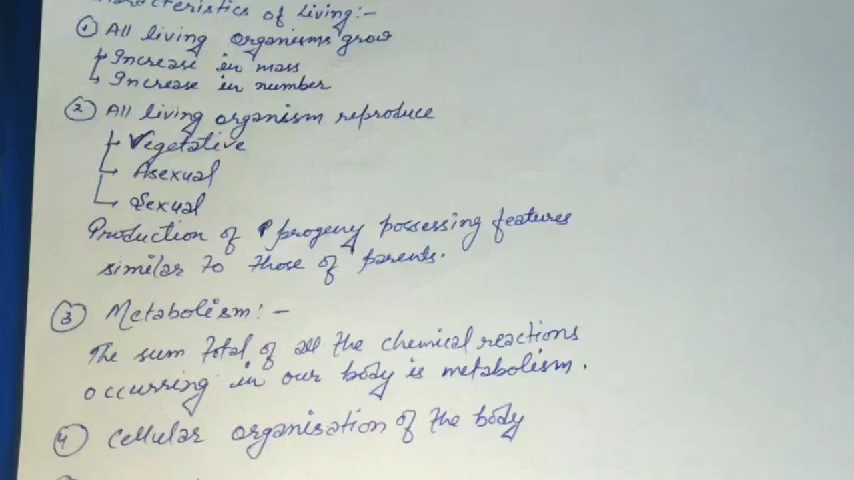 Characteristics of Living:-
① All living organisms grow
Increase in mass
Increase in number
② All living organism reproduce
Vegetative
Asexual
Sexual
Production of progeny possessing features
similar to those of parents.
③ Metabolism:-
The sum total of all the chemical reactions
occurring in our body is metabolism.
④ Cellular organisation of the body